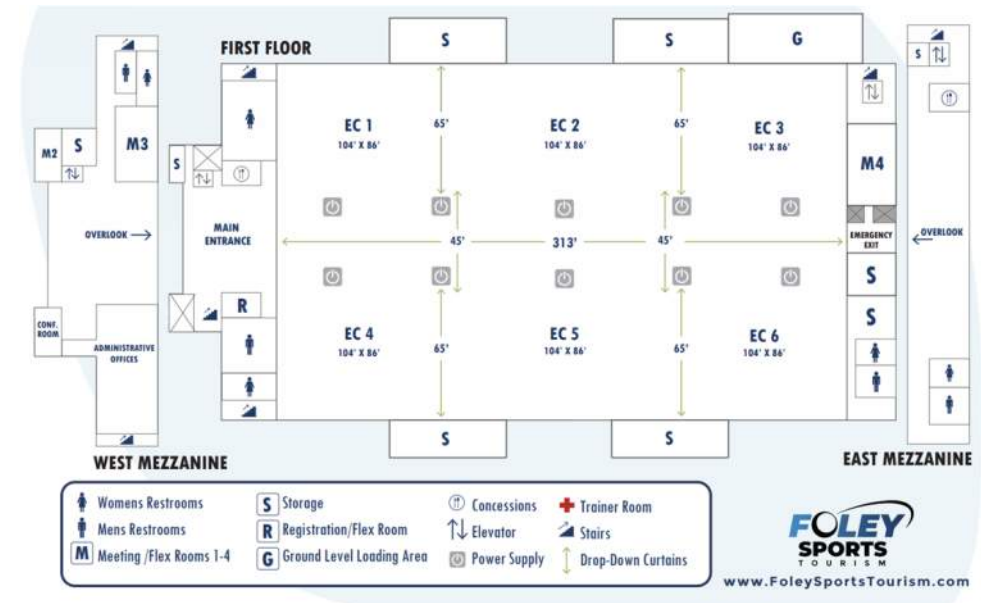 FIRST FLOOR
S
S
G
S
M2
S
M3
S
EC 1
104' X 86'
65'
EC 2
104' X 86'
65'
EC 3
104' X 86'
M4
OVERLOOK
MAIN
ENTRANCE
45'
313'
45'
EMERGENCY
EXIT
OVERLOOK
S
CONF.
ROOM
ADMINISTRATIVE
OFFICES
R
EC 4
104' X 86'
65'
EC 5
104' X 86'
65'
EC 6
104' X 86'
S
S
S
WEST MEZZANINE
EAST MEZZANINE
Womens Restrooms
Mens Restrooms
M Meeting /Flex Rooms 1-4
S Storage
R Registration/Flex Room
G Ground Level Loading Area
Concessions
Elevator
Power Supply
Trainer Room
Stairs
Drop-Down Curtains
FOLEY
SPORTS
TOURISM
www.FoleySportsTourism.com